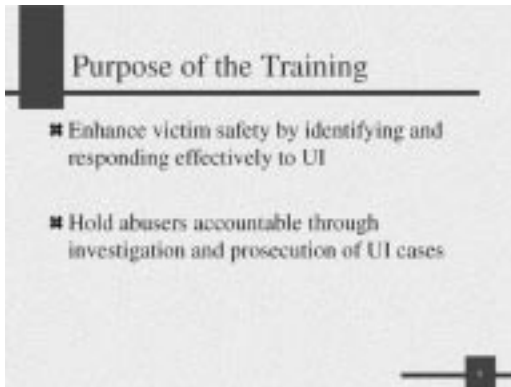 Purpose of the Training
Enhance victim safety by identifying and
responding effectively to UI
Hold abusers accountable through
investigation and prosecution of UI cases